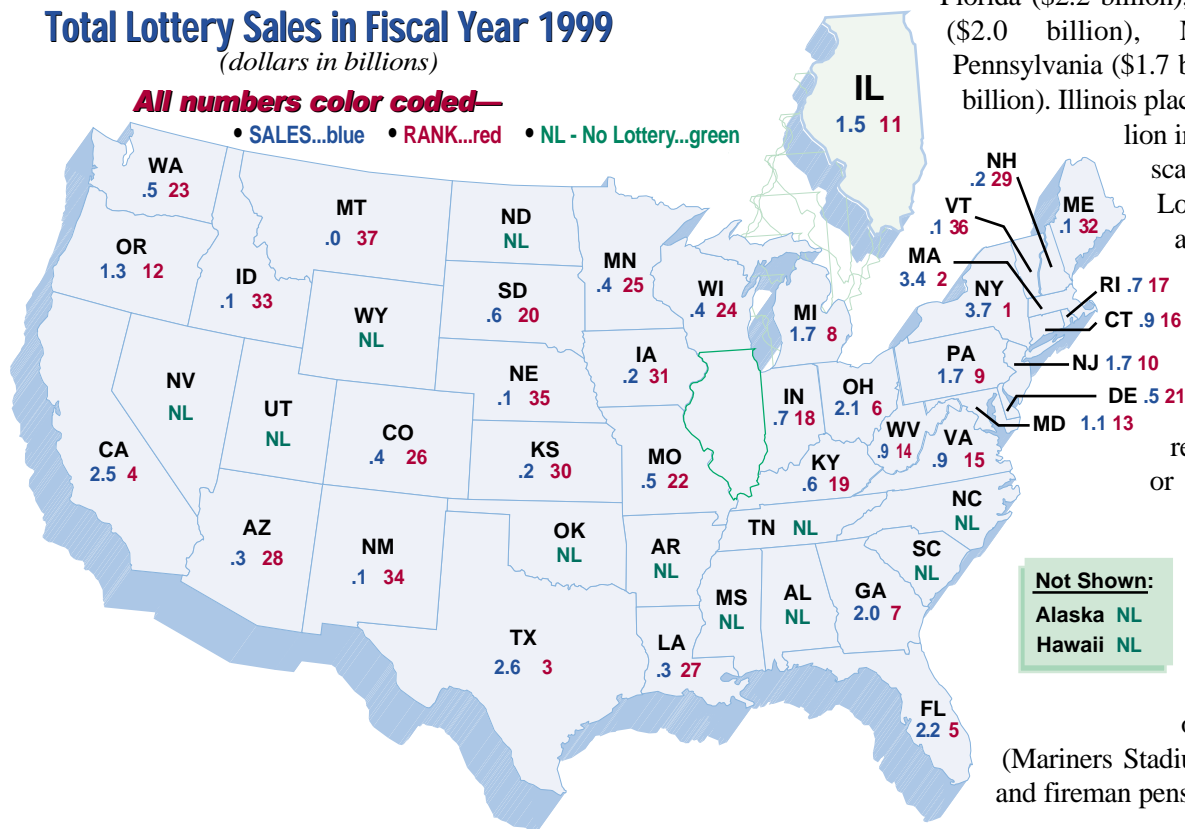 Total Lottery Sales in Fiscal Year 1999
(dollars in billions)
All numbers color coded—
• SALES...blue • RANK...red • NL - No Lottery...green
($2.0 billion),
Pennsylvania ($1.7
billion). Illinois
IL
1.5 11
WA
.5 23
OR
1.3 12
MT
.0 37
ID
.1 33
ND
NL
SD
.6 20
WY
NL
MN
.4 25
WI
.4 24
MI
1.7 8
NH
.2 29
VT
.1 36
ME
.1 32
MA
3.4 2
NY
3.7 1
RI .7 17
CT .9 16
NJ 1.7 10
DE .5 21
MD 1.1 13
PA
1.7 9
NV
NL
UT
NL
CA
2.5 4
CO
.4 26
NE
.1 35
KS
.2 30
IA
.2 31
MO
.5 22
IN
.7 18
OH
2.1 6
WV
.9 14
VA
.9 15
KY
.6 19
NC
NL
TN NL
SC
NL
AZ
.3 28
NM
.1 34
OK
NL
AR
NL
MS
NL
AL
NL
GA
2.0 7
TX
2.6 3
LA
.3 27
FL
2.2 5
Not Shown:
Alaska NL
Hawaii NL
lion
or
(Mariners
and fireman